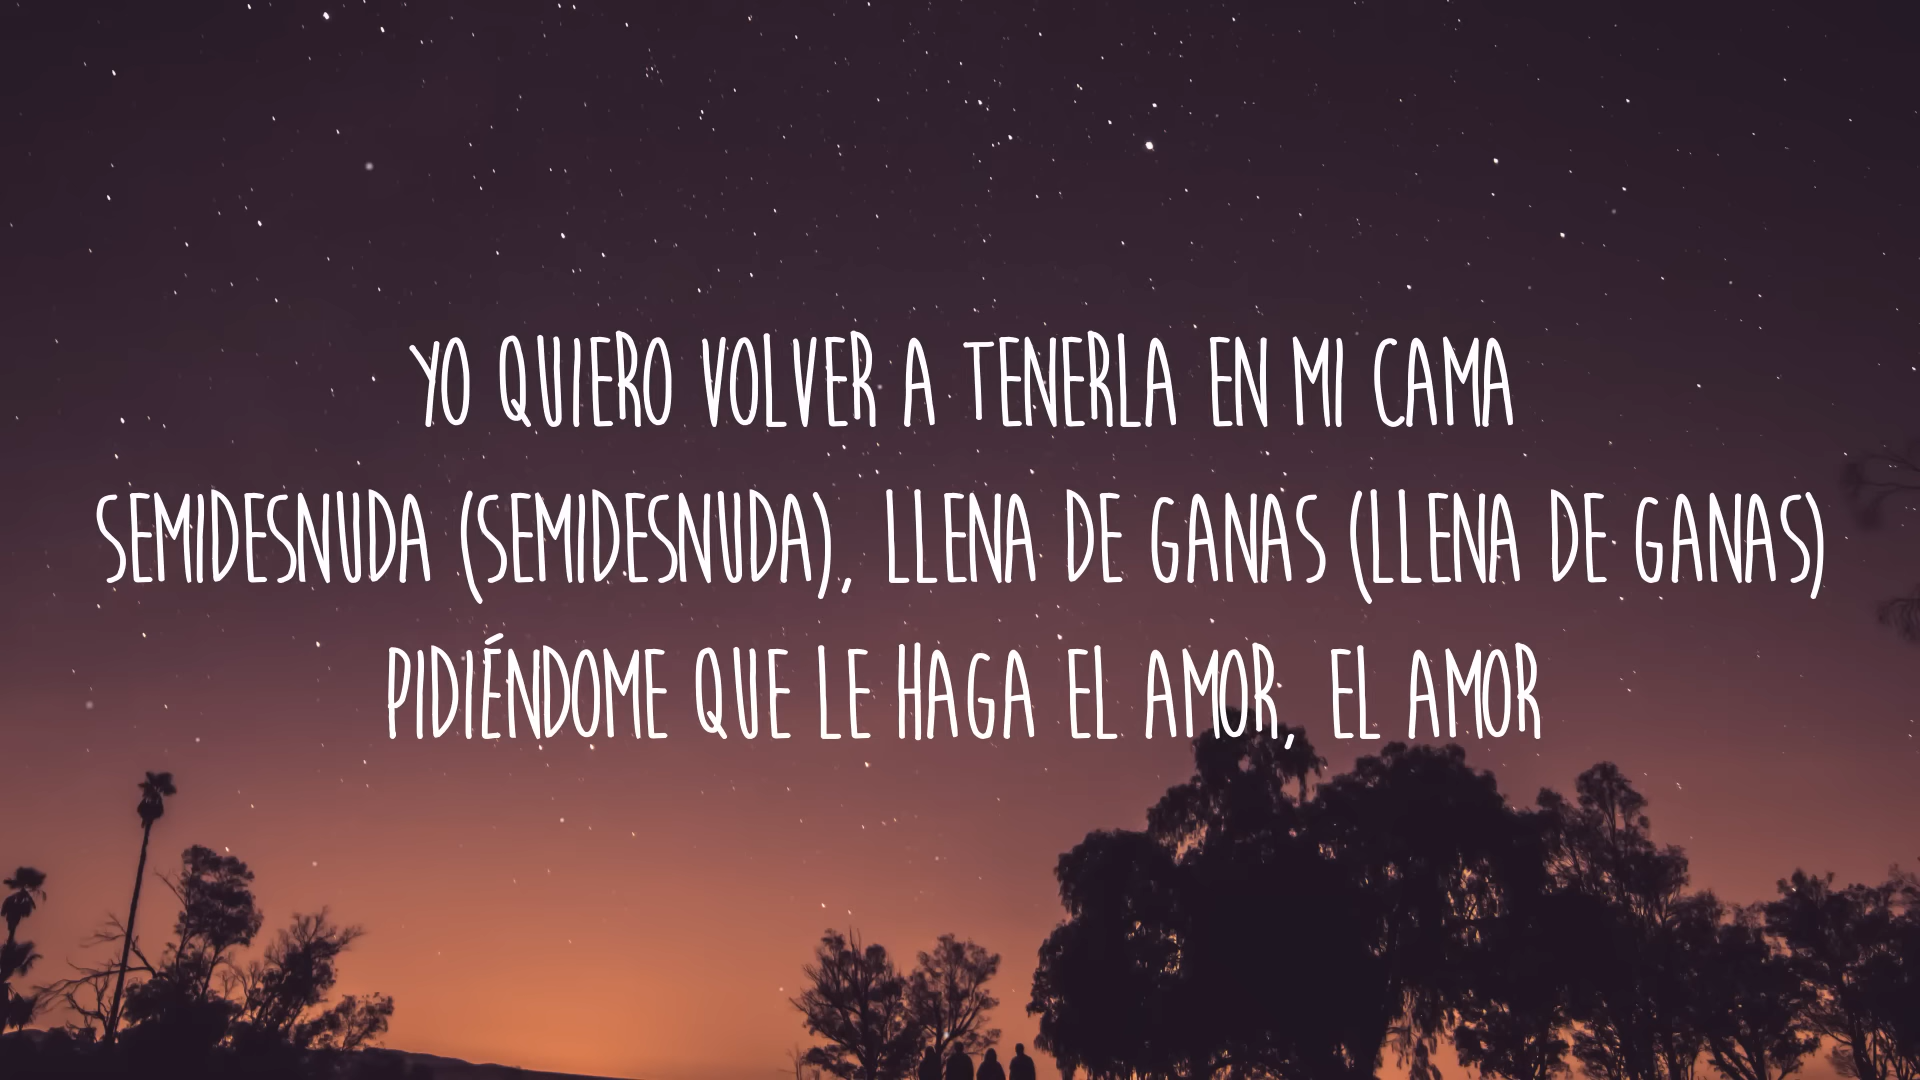 YO QUIERO VOLVER A TENERLA EN MI CAMA
SEMIDESNUDA (SEMIDESNUDA), LLENA DE GANAS (LLENA DE GANAS)
PIDIÉNDOME QUE LE HAGA EL AMOR, EL AMOR